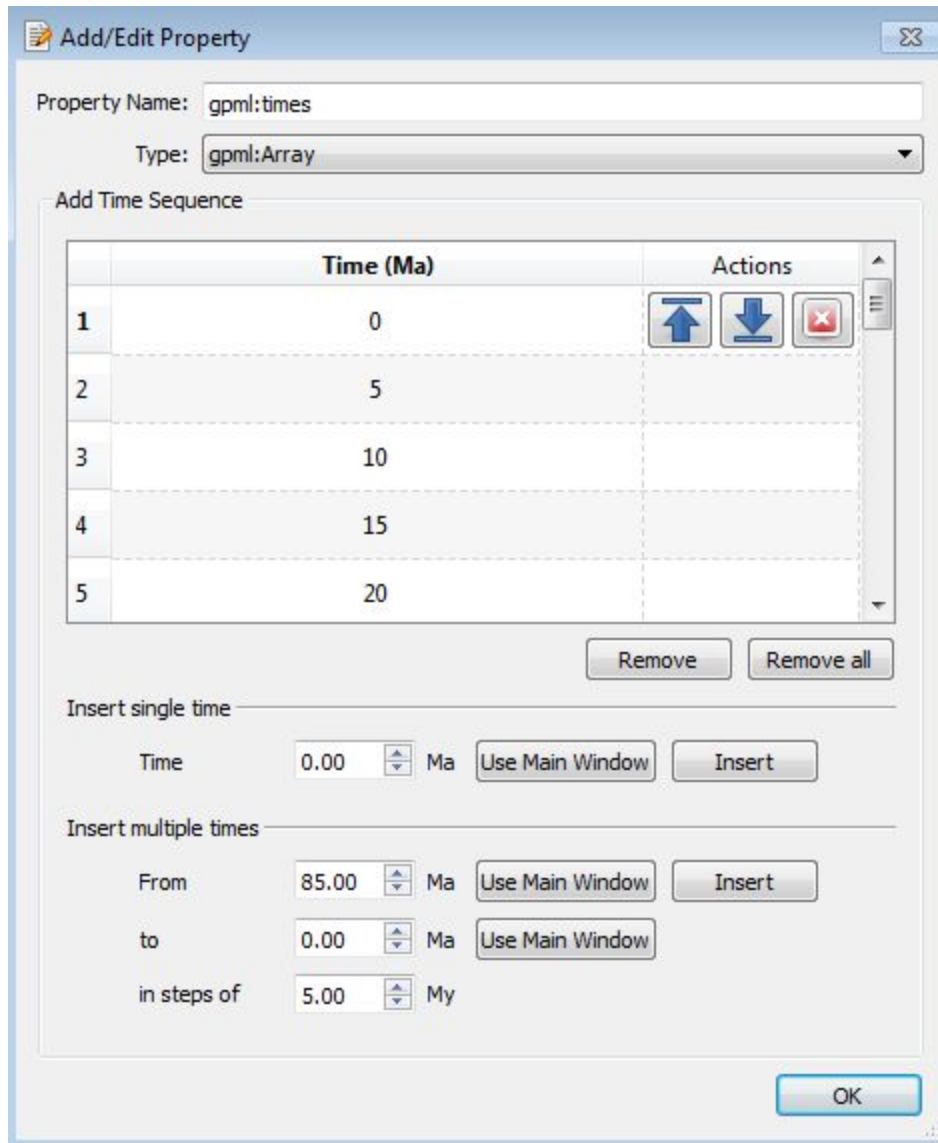 Add/Edit Property
Property Name: gpml:times
Type: gpml:Array
Add Time Sequence
Time (Ma) Actions
1 0
2 5
3 10
4 15
5 20
Remove Remove all
Insert single time
Time 0.00 Ma Use Main Window Insert
Insert multiple times
From 85.00 Ma Use Main Window Insert
to 0.00 Ma Use Main Window
in steps of 5.00 My
OK